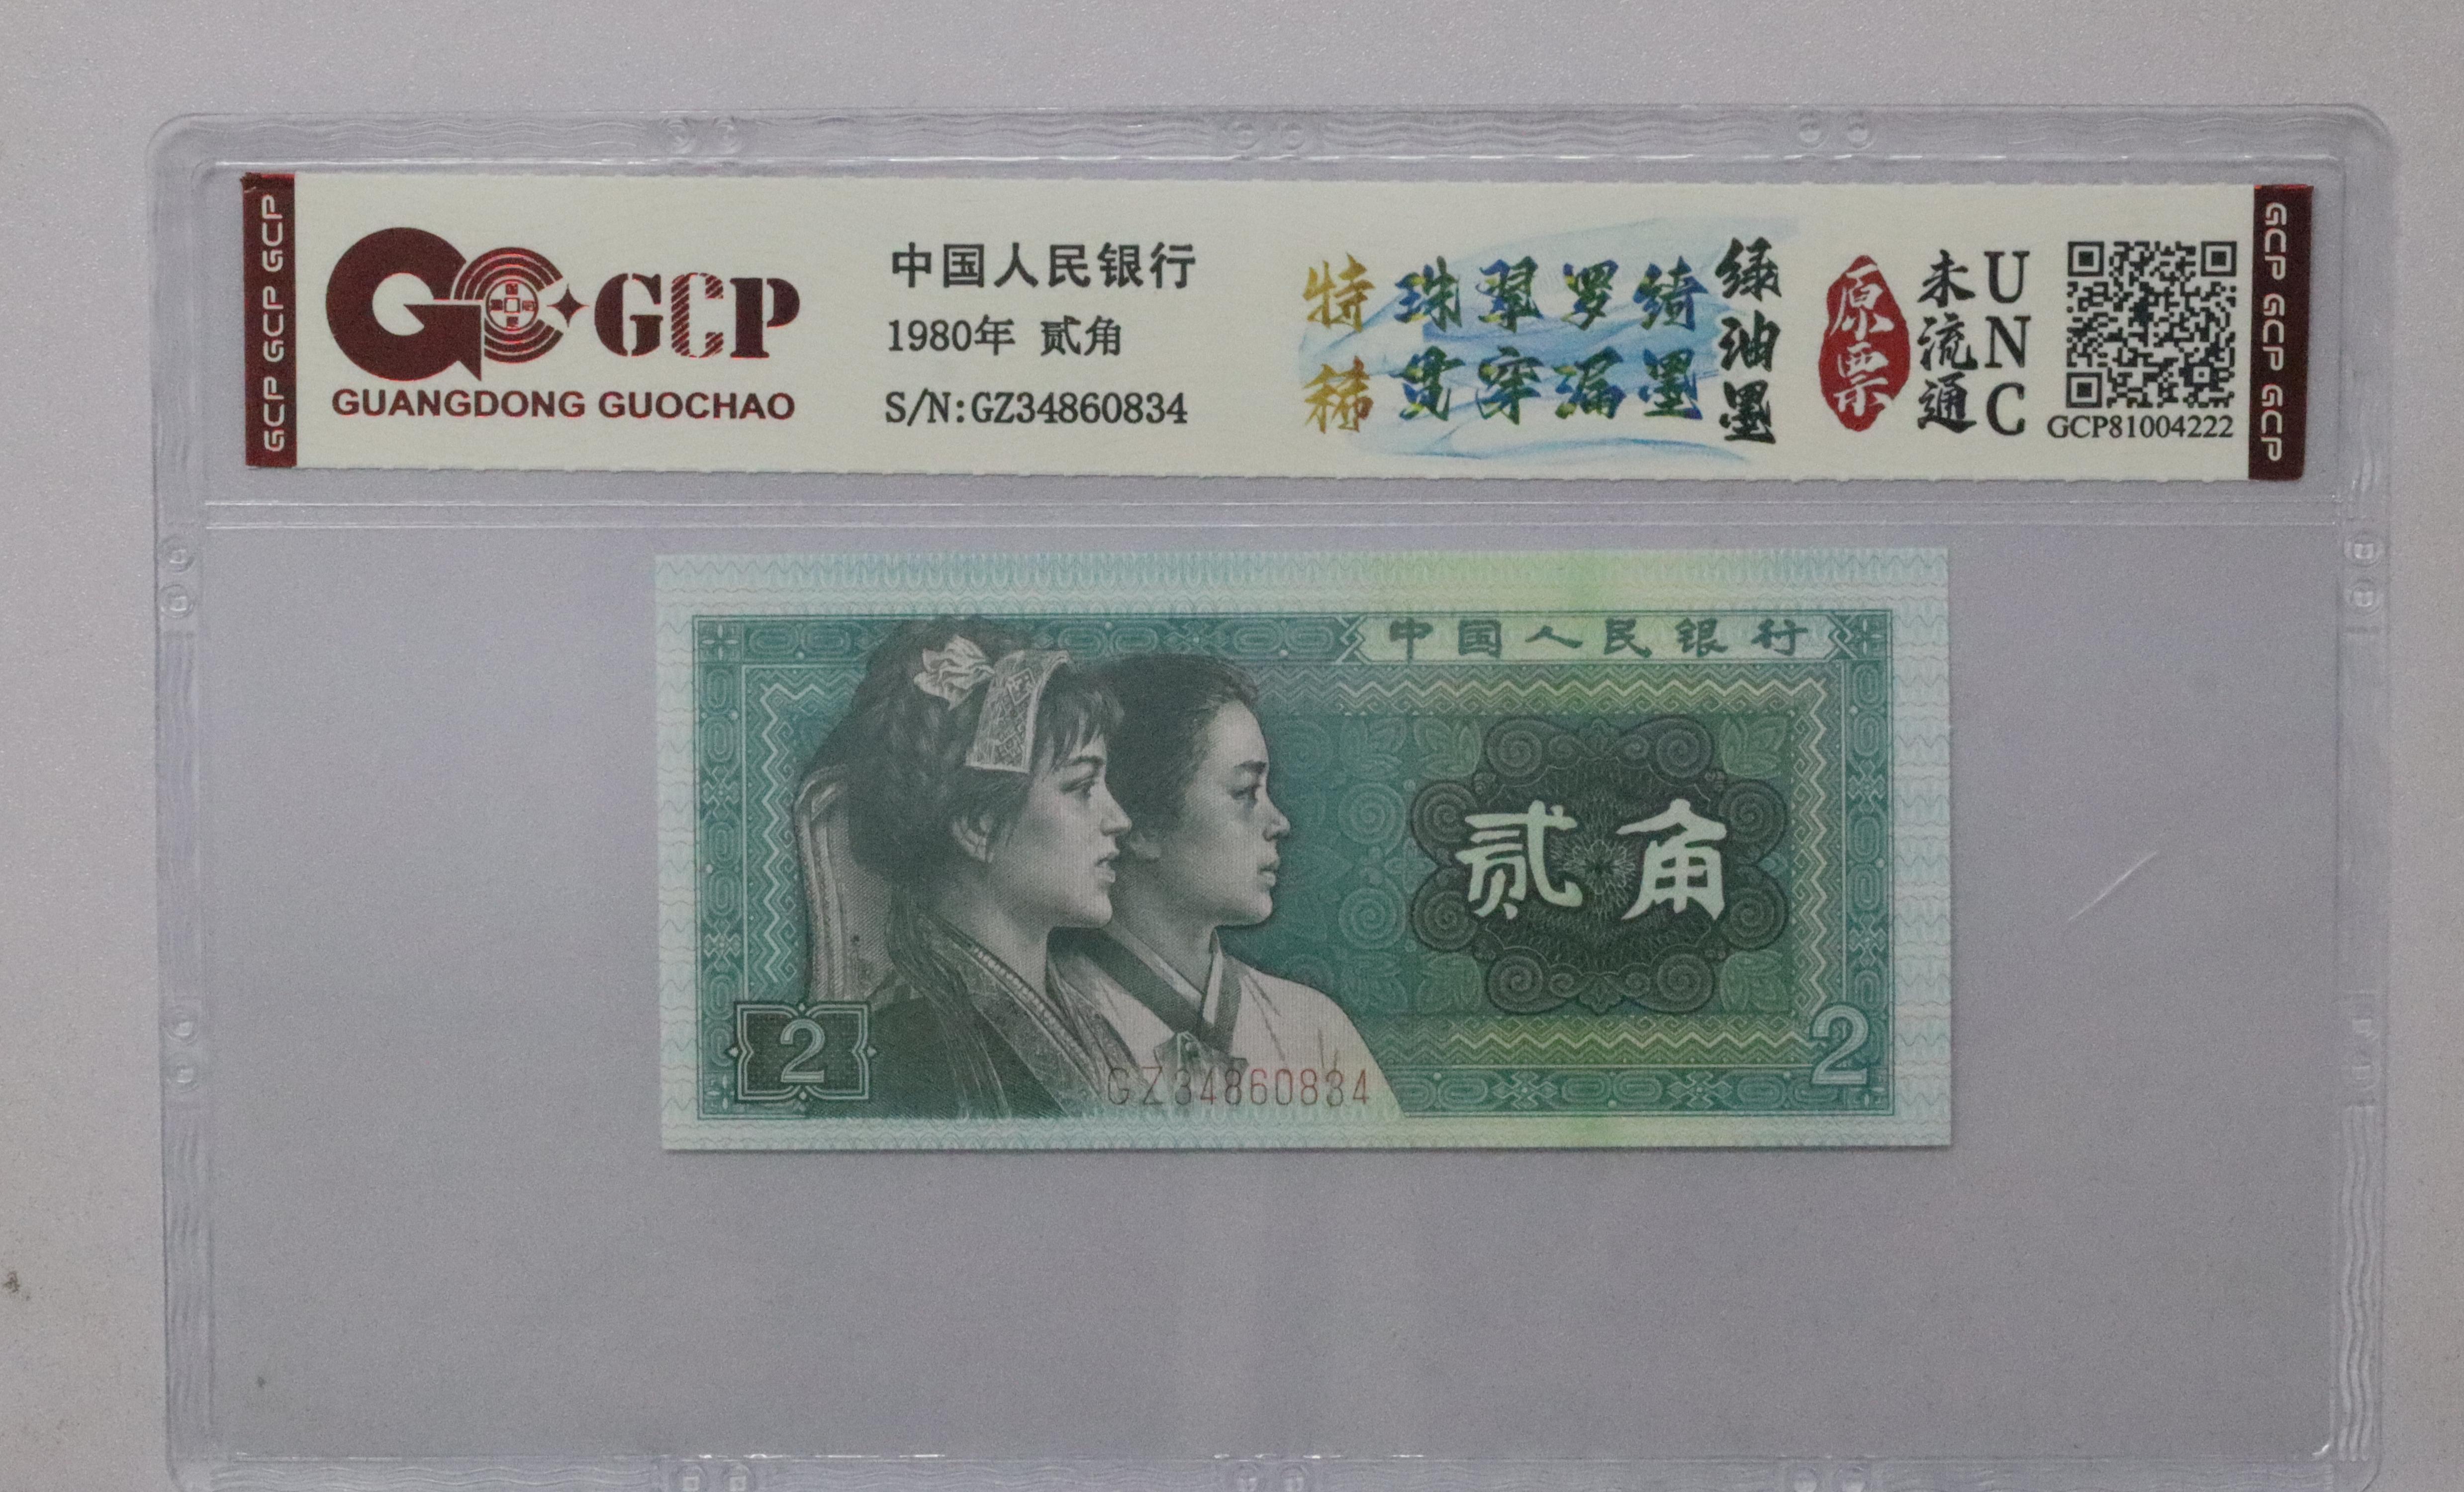 GCP GCP GCP
GCP
GUANGDONG GUOCHAO
中国人民银行
1980年 贰角
S/N:GZ34860834
特稀
珠翠罗绮
贯穿漏墨
绿油墨
原票
未流通
UNC
GCP81004222
GCP GCP GCP
中国人民银行
贰角
2
2
GZ34860834